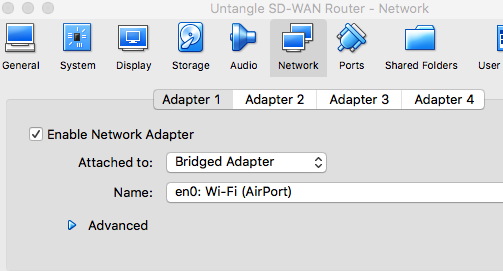 Untangle SD-WAN Router - Network
General System Display Storage Audio Network Ports Shared Folders User
Adapter 1 Adapter 2 Adapter 3 Adapter 4
Enable Network Adapter
Attached to: Bridged Adapter
Name: en0: Wi-Fi (AirPort)
Advanced